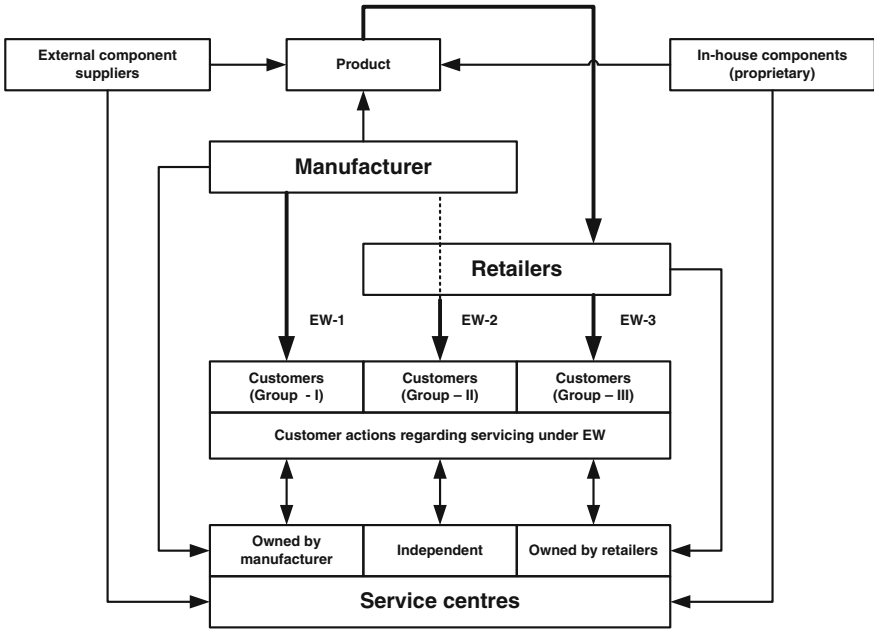 External component
suppliers
Product
In-house components
(proprietary)
Manufacturer
Retailers
EW-1
EW-2
EW-3
Customers
(Group - I)
Customers
(Group – II)
Customers
(Group – III)
Customer actions regarding servicing under EW
Owned by
manufacturer
Independent
Owned by retailers
Service centres